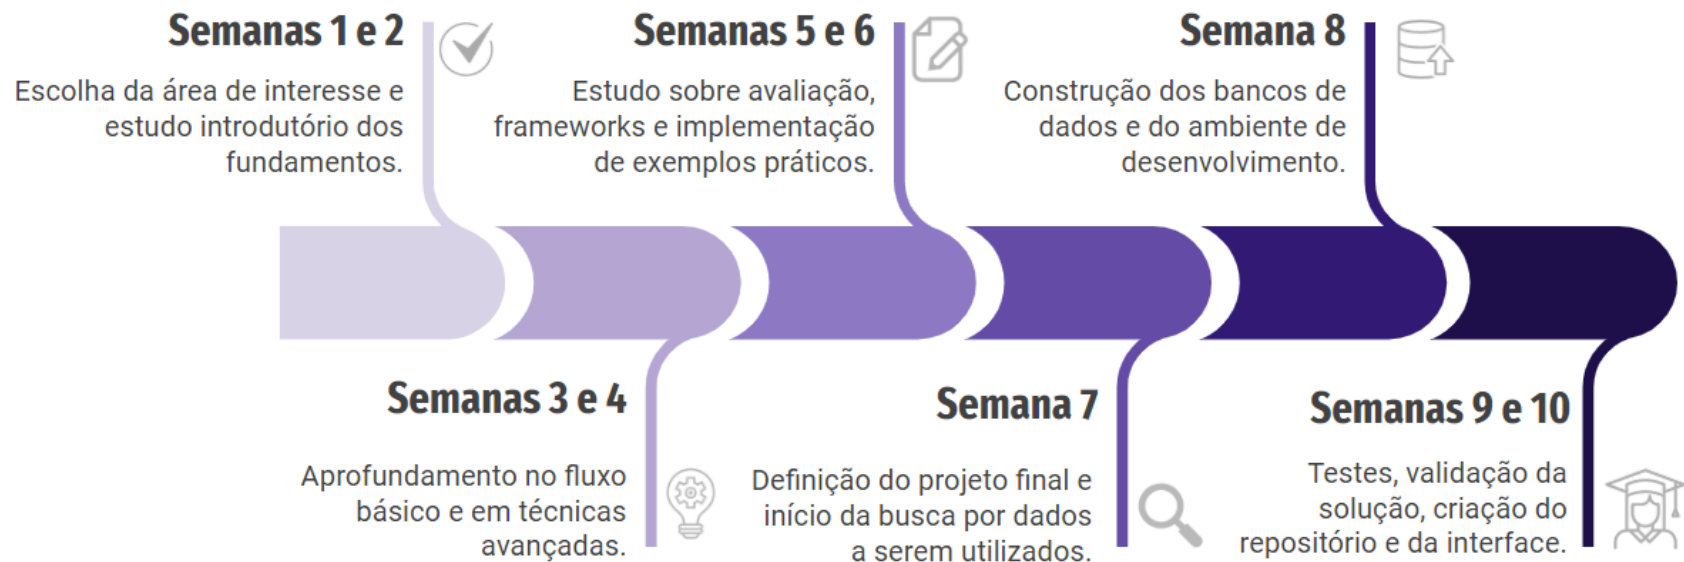 Semanas 1 e 2
Escolha da área de interesse e
estudo introdutório dos
fundamentos.
Semanas 3 e 4
Aprofundamento no fluxo
básico e em técnicas
avançadas.
Semanas 5 e 6
Estudo sobre avaliação,
frameworks e implementação
de exemplos práticos.
Semana 7
Definição do projeto final e
início da busca por dados
a serem utilizados.
Semana 8
Construção dos bancos de
dados e do ambiente de
desenvolvimento.
Semanas 9 e 10
Testes, validação da
solução, criação do
repositório e da interface.